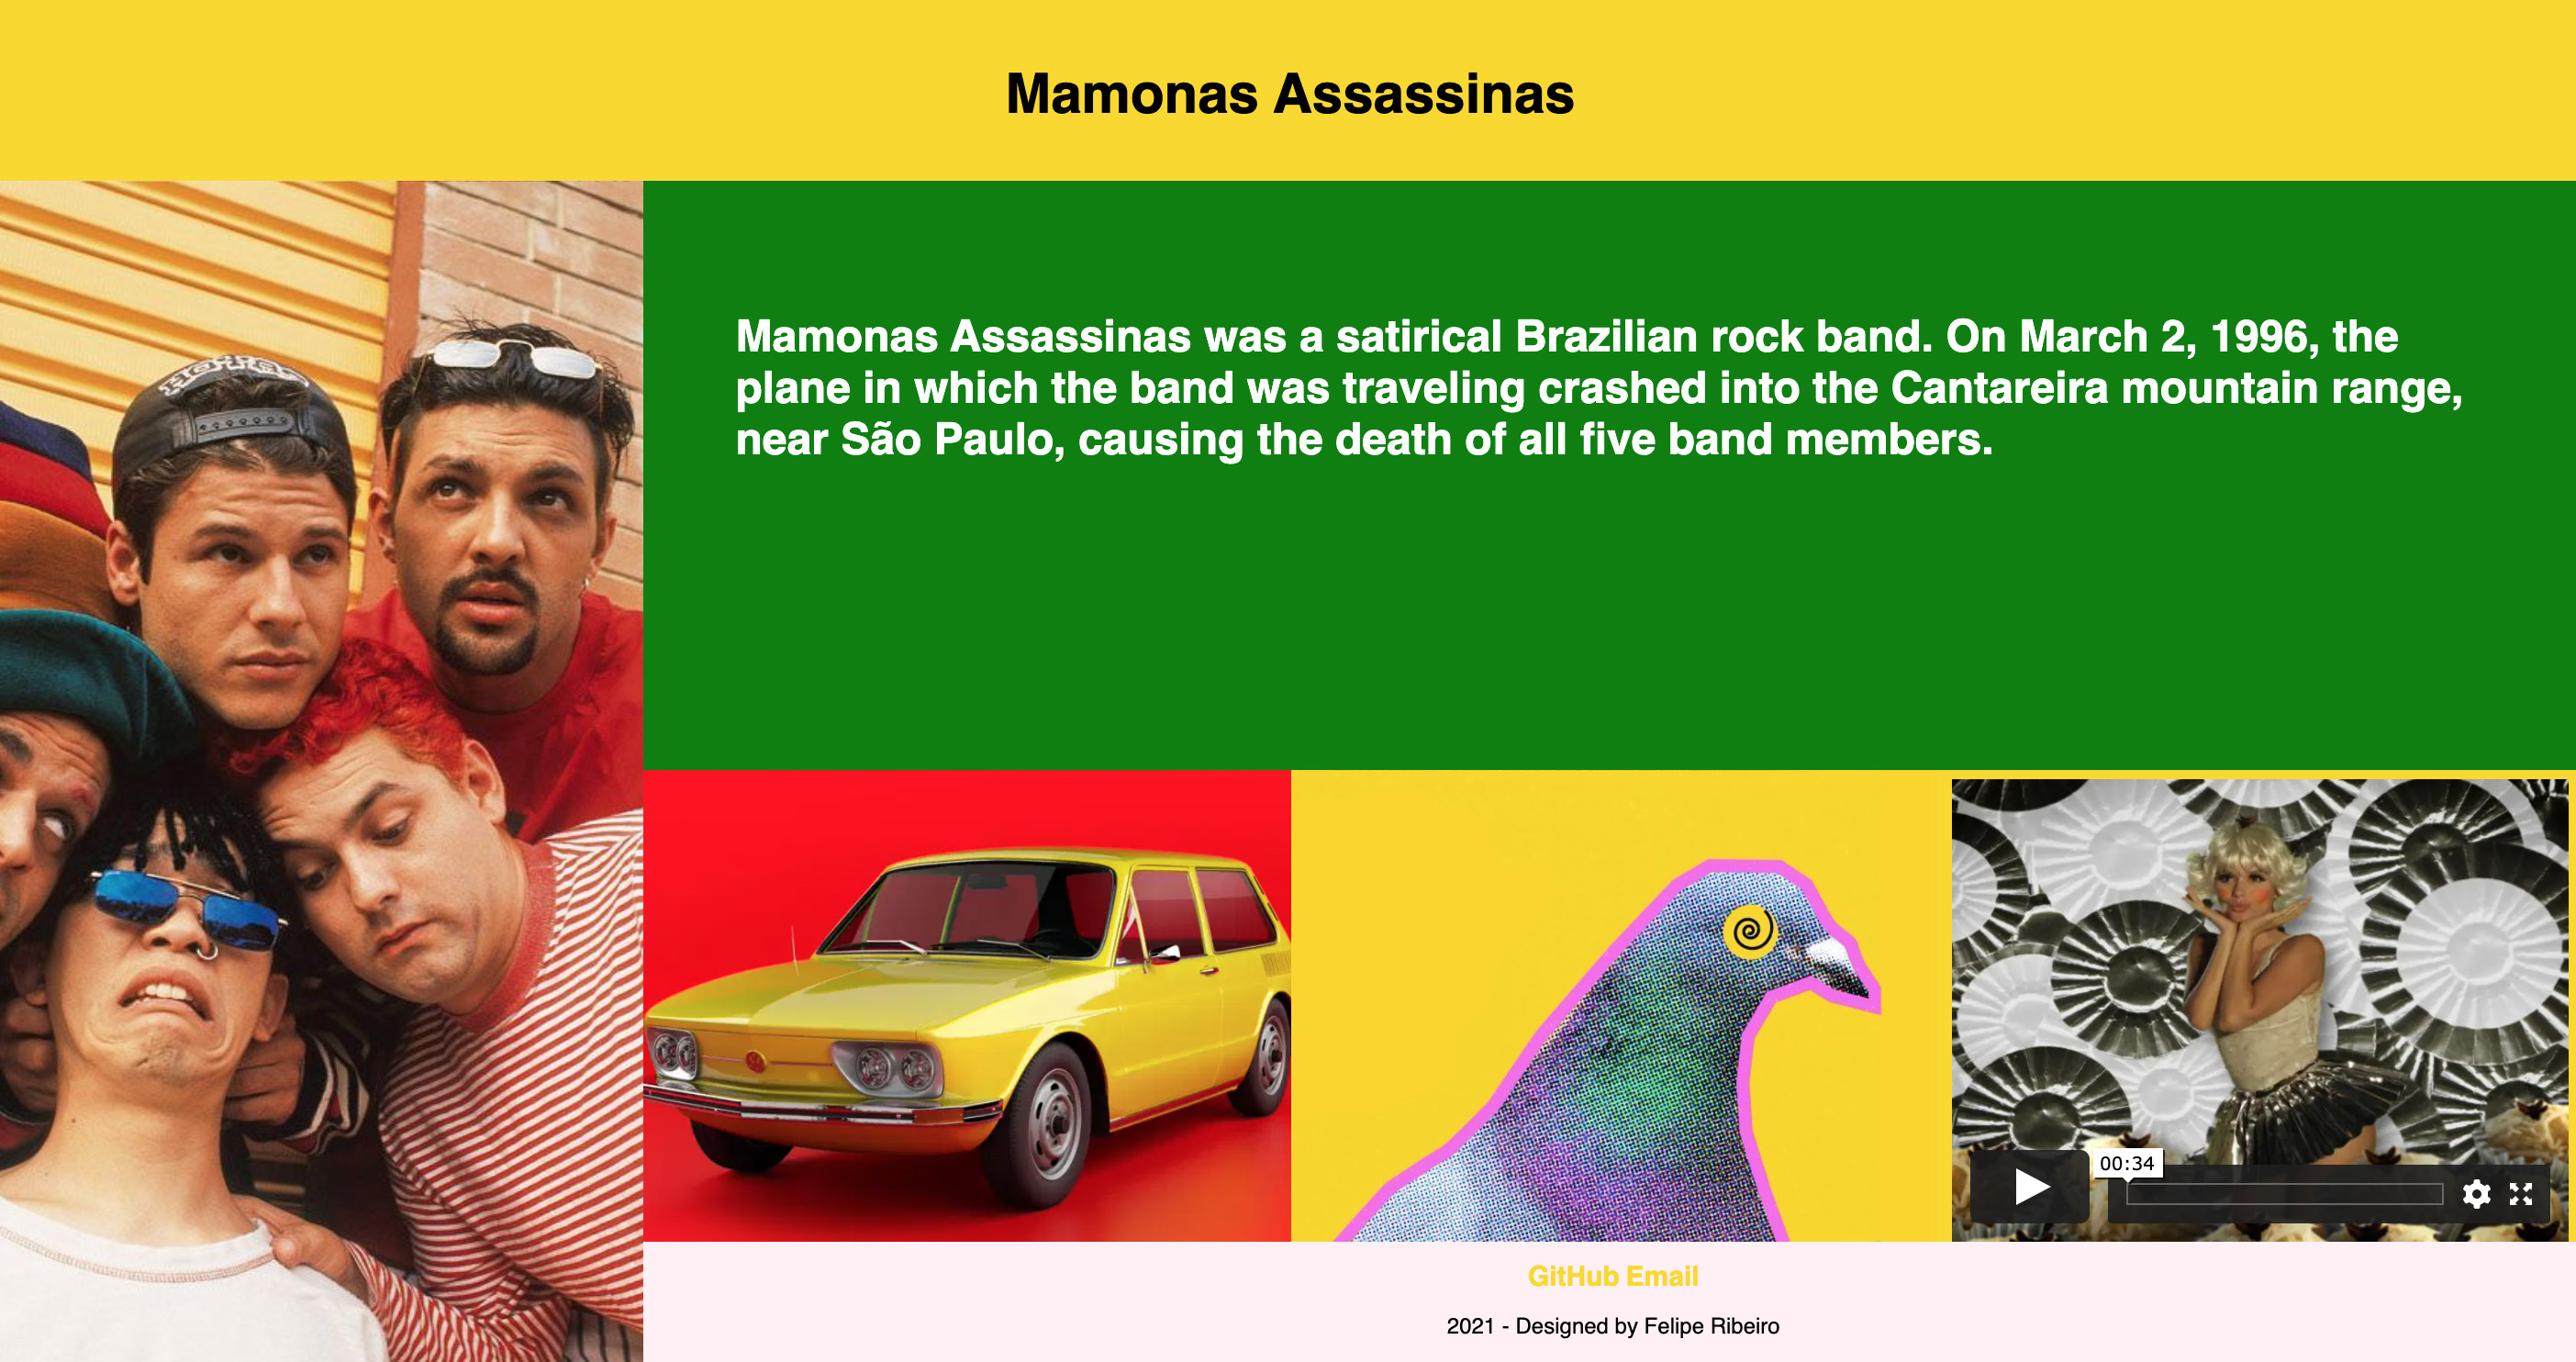 Mamonas Assassinas
Mamonas Assassinas was a satirical Brazilian rock band. On March 2, 1996, the
plane in which the band was traveling crashed into the Cantareira mountain range,
near São Paulo, causing the death of all five band members.
00:34
GitHub Email
2021 - Designed by Felipe Ribeiro